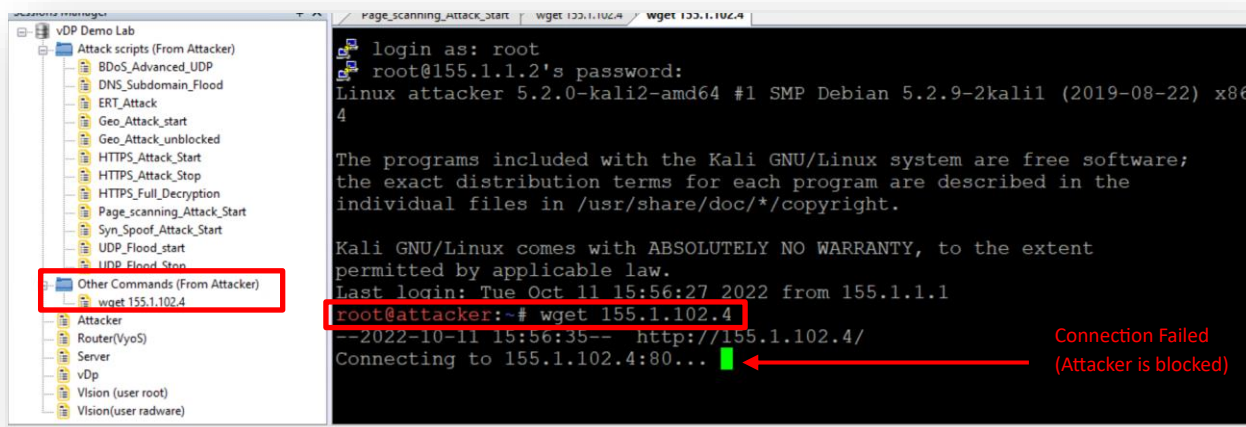 Sessions Manager
Page_scanning_Attack_Start wget 155.1.102.4 wget 155.1.102.4
vDP Demo Lab
Attack scripts (From Attacker)
BDoS_Advanced_UDP
DNS_Subdomain_Flood
ERT_Attack
Geo_Attack_start
Geo_Attack_unblocked
HTTPS_Attack_Start
HTTPS_Attack_Stop
HTTPS_Full_Decryption
Page_scanning_Attack_Start
Syn_Spoof_Attack_Start
UDP_Flood_start
UDP_Flood_Stop
Other Commands (From Attacker)
wget 155.1.102.4
Attacker
Router(VyoS)
Server
vDp
VIsion (user root)
VIsion(user radware)
login as: root
root@155.1.1.2's password:
Linux attacker 5.2.0-kali2-amd64 #1 SMP Debian 5.2.9-2kali1 (2019-08-22) x86
4
The programs included with the Kali GNU/Linux system are free software;
the exact distribution terms for each program are described in the
individual files in /usr/share/doc/*/copyright.
Kali GNU/Linux comes with ABSOLUTELY NO WARRANTY, to the extent
permitted by applicable law.
Last login: Tue Oct 11 15:56:27 2022 from 155.1.1.1
root@attacker:~# wget 155.1.102.4
--2022-10-11 15:56:35-- http://155.1.102.4/
Connecting to 155.1.102.4:80...
Connection Failed
(Attacker is blocked)